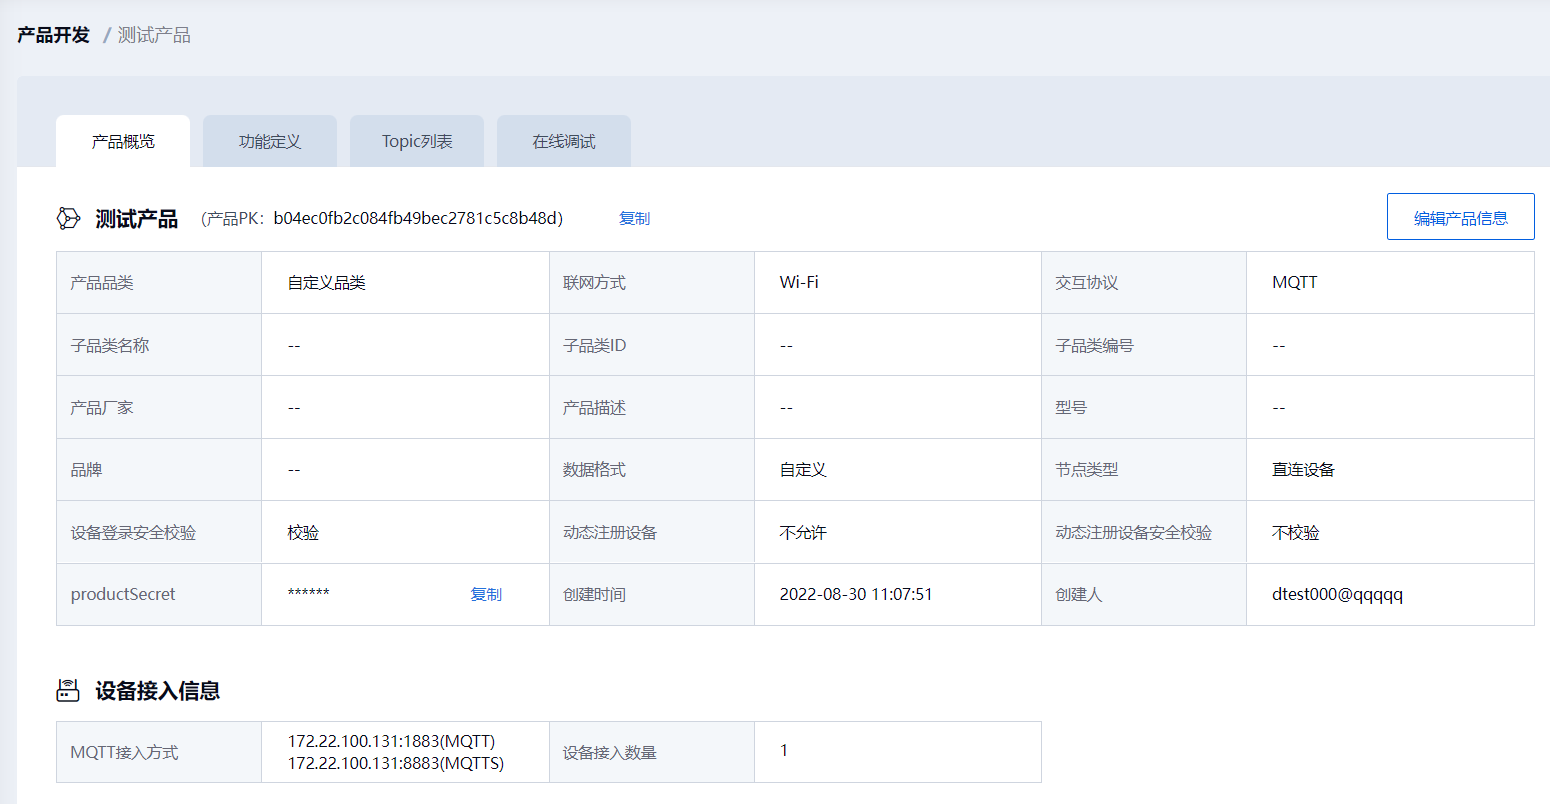 产品开发 / 测试产品
产品概览 功能定义 Topic列表 在线调试
测试产品 (产品PK: b04ec0fb2c084fb49bec2781c5c8b48d) 复制 编辑产品信息
产品品类 自定义品类 联网方式 Wi-Fi 交互协议 MQTT
子品类名称 -- 子品类ID -- 子品类编号 --
产品厂家 -- 产品描述 -- 型号 --
品牌 -- 数据格式 自定义 节点类型 直连设备
设备登录安全校验 校验 动态注册设备 不允许 动态注册设备安全校验 不校验
productSecret ****** 复制 创建时间 2022-08-30 11:07:51 创建人 dtest000@qqqqq
设备接入信息
MQTT接入方式 172.22.100.131:1883(MQTT)
172.22.100.131:8883(MQTTS) 设备接入数量 1